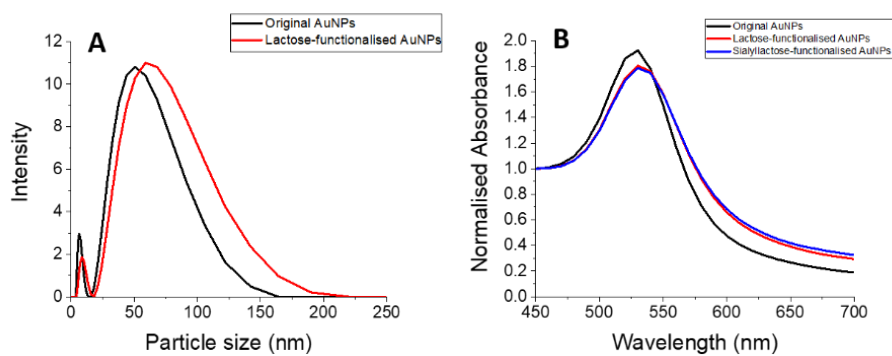 A
Original AuNPs
Lactose-functionalised AuNPs
12
10
8
6
4
2
0
Intensity
0 50 100 150 200 250
Particle size (nm)
B
Original AuNPs
Lactose-functionalised AuNPs
Sialyllactose-functionalised AuNPs
2.0
1.8
1.6
1.4
1.2
1.0
0.8
0.6
0.4
0.2
0.0
Normalised Absorbance
450 500 550 600 650 700
Wavelength (nm)